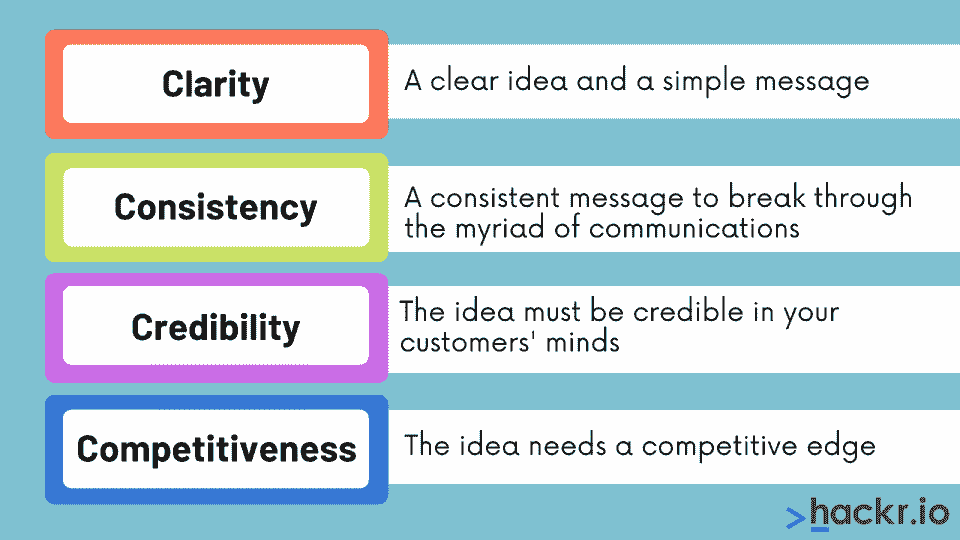 Clarity
A clear idea and a simple message
Consistency
A consistent message to break through
the myriad of communications
Credibility
The idea must be credible in your
customers' minds
Competitiveness
The idea needs a competitive edge
>hackr.io